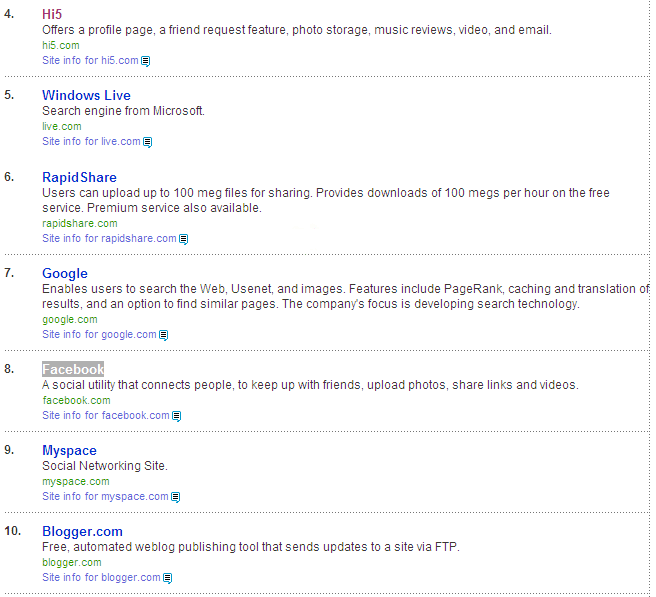 4. Hi5
Offers a profile page, a friend request feature, photo storage, music reviews, video, and email.
hi5.com
Site info for hi5.com
5. Windows Live
Search engine from Microsoft.
live.com
Site info for live.com
6. RapidShare
Users can upload up to 100 meg files for sharing. Provides downloads of 100 megs per hour on the free
service. Premium service also available.
rapidshare.com
Site info for rapidshare.com
7. Google
Enables users to search the Web, Usenet, and images. Features include PageRank, caching and translation of
results, and an option to find similar pages. The company's focus is developing search technology.
google.com
Site info for google.com
8. Facebook
A social utility that connects people, to keep up with friends, upload photos, share links and videos.
facebook.com
Site info for facebook.com
9. Myspace
Social Networking Site.
myspace.com
Site info for myspace.com
10. Blogger.com
Free, automated weblog publishing tool that sends updates to a site via FTP.
blogger.com
Site info for blogger.com